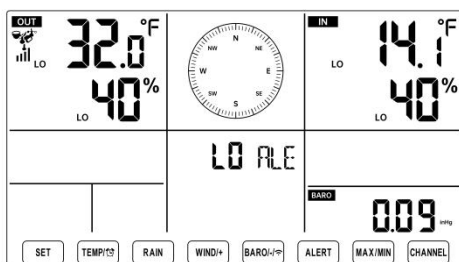 OUT
32.0 °F
LO
40%
LO
N
NW NE
W E
SW SE
S
IN
14.1 °F
LO
40%
LO
LO ALE
BARO
0.09 inHg
SET TEMP/ RAIN WIND/+ BARO/-/ ALERT MAX/MIN CHANNEL